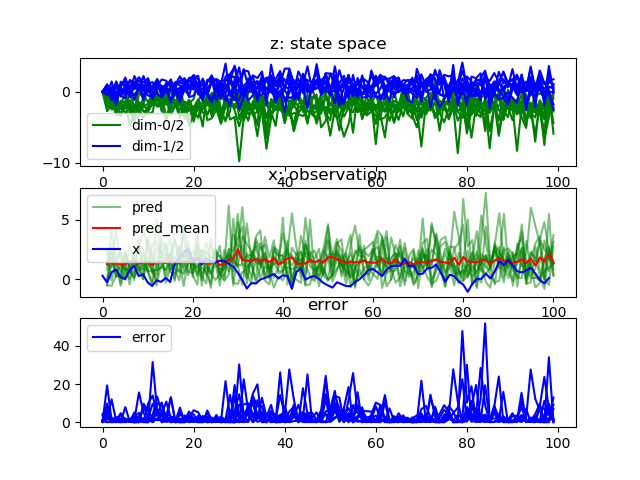 z: state space
0
−10
dim-0/2
dim-1/2
0 20 40 60 80 100
x: observation
5
0
pred
pred_mean
x
0 20 40 60 80 100
error
40
20
0
error
0 20 40 60 80 100